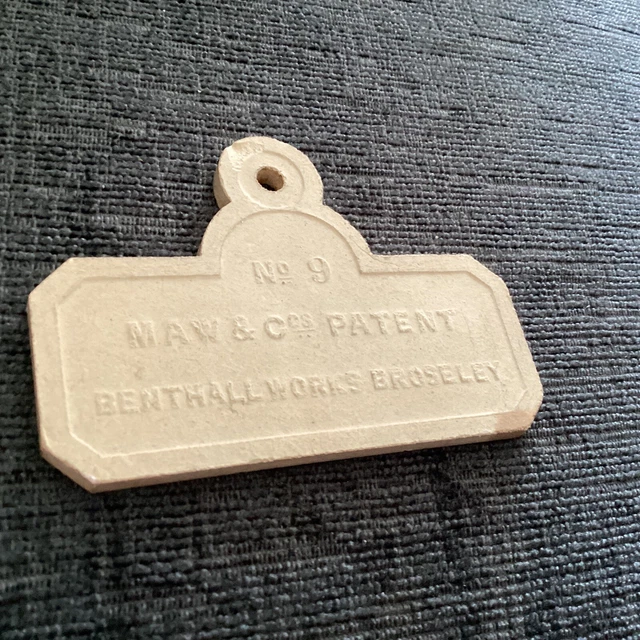 No 9
MAW & Cos PATENT
BENTHALL WORKS BROSELEY